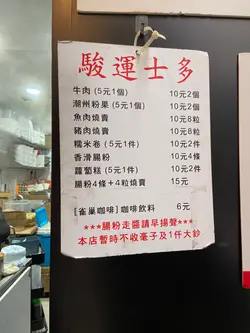 駿運士多
牛肉(5元1個) 10元2個
潮州粉果(5元1個) 10元2個
魚肉燒賣 10元8粒
豬肉燒賣 10元8粒
糯米卷(5元1件) 10元2件
香滑腸粉 10元4條
蘿蔔糕(5元1件) 10元2件
腸粉4條+4粒燒賣 15元
[雀巢咖啡]咖啡飲料 6元
***腸粉走醬請早揚聲***
本店暫時不收毫子及1仟大鈔